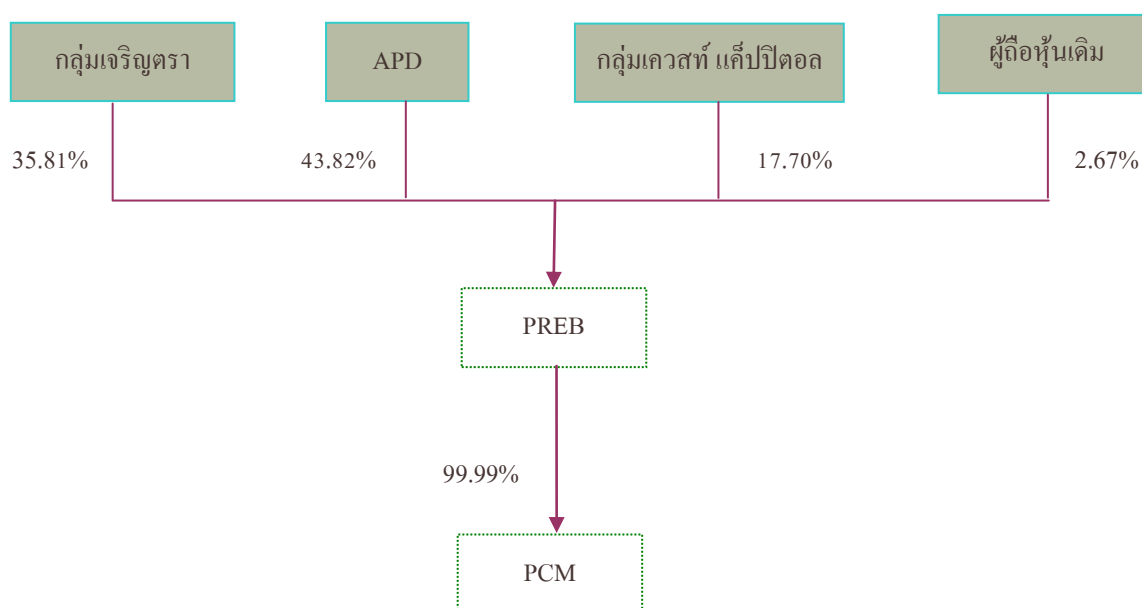 กลุ่มเจริญตรา
APD
กลุ่มเควสท์ แค็ปปิตอล
ผู้ถือหุ้นเดิม
35.81%
43.82%
17.70%
2.67%
PREB
99.99%
PCM